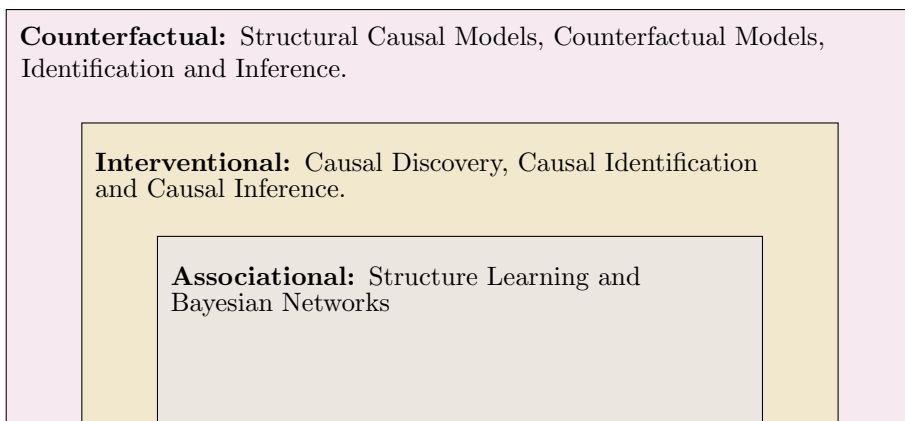 Counterfactual: Structural Causal Models, Counterfactual Models,
Identification and Inference.
Interventional: Causal Discovery, Causal Identification
and Causal Inference.
Associational: Structure Learning and
Bayesian Networks